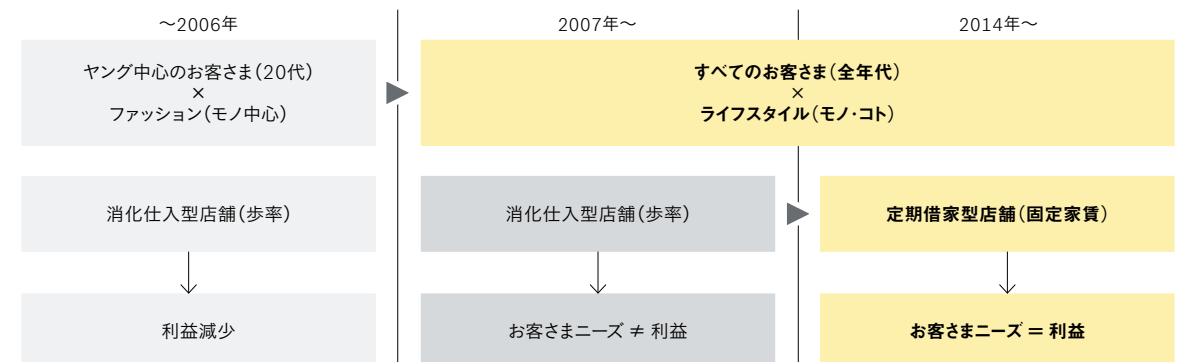 ～2006年
2007年～
2014年～
ヤング中心のお客さま（20代）
×
ファッション（モノ中心）
すべてのお客さま（全年代）
×
ライフスタイル（モノ・コト）
消化仕入型店舗（歩率）
消化仕入型店舗（歩率）
定期借家型店舗（固定家賃）
利益減少
お客さまニーズ ≠ 利益
お客さまニーズ ＝ 利益